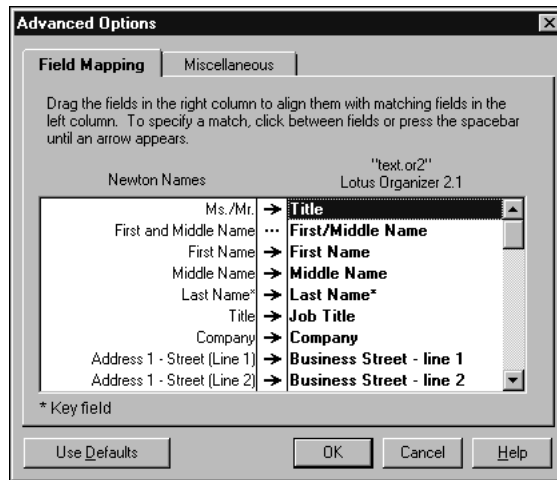 Advanced Options
Field Mapping Miscellaneous
Drag the fields in the right column to align them with matching fields in the
left column. To specify a match, click between fields or press the spacebar
until an arrow appears.
"text.or2"
Newton Names Lotus Organizer 2.1
Ms./Mr. → Title
First and Middle Name ··· First/Middle Name
First Name → First Name
Middle Name → Middle Name
Last Name* → Last Name*
Title → Job Title
Company → Company
Address 1 - Street (Line 1) → Business Street - line 1
Address 1 - Street (Line 2) → Business Street - line 2
* Key field
Use Defaults OK Cancel Help